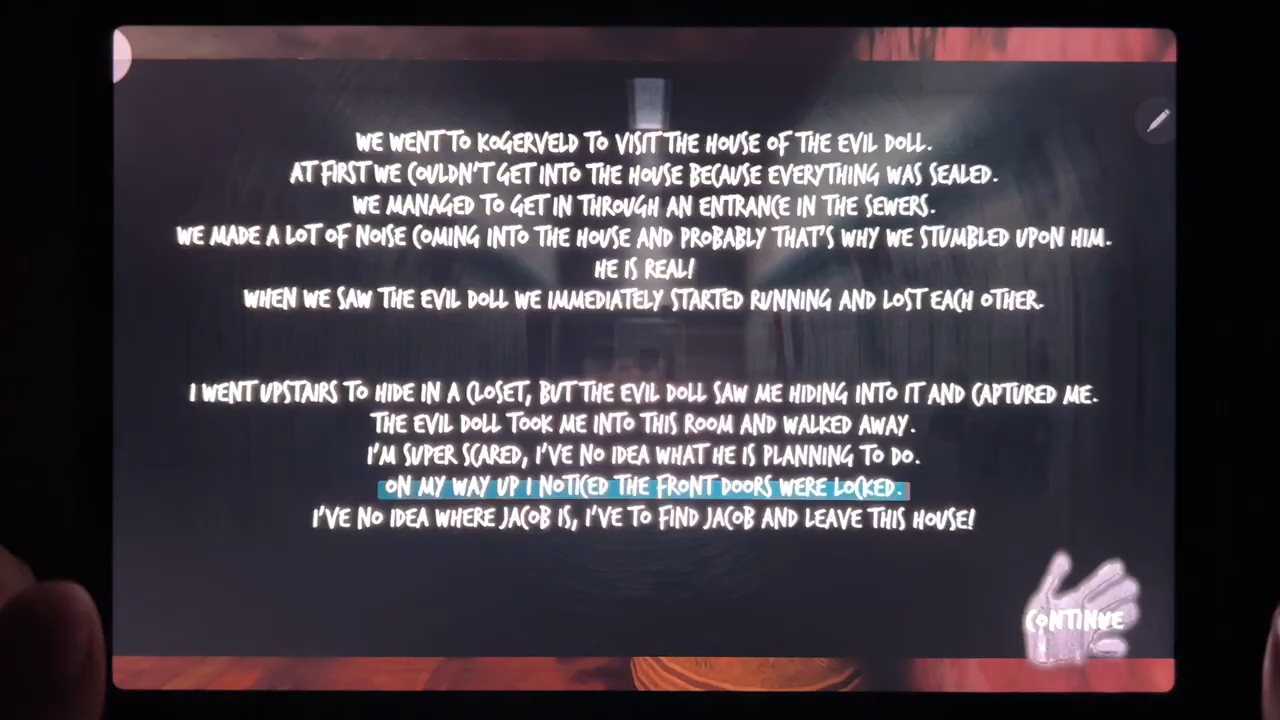 WE WENT TO KOGERVELD TO VISIT THE HOUSE OF THE EVIL DOLL.
AT FIRST WE COULDN'T GET INTO THE HOUSE BECAUSE EVERYTHING WAS SEALED.
WE MANAGED TO GET IN THROUGH AN ENTRANCE IN THE SEWERS.
WE MADE A LOT OF NOISE COMING INTO THE HOUSE AND PROBABLY THAT'S WHY WE STUMBLED UPON HIM.
HE IS REAL!
WHEN WE SAW THE EVIL DOLL WE IMMEDIATELY STARTED RUNNING AND LOST EACH OTHER.
I WENT UPSTAIRS TO HIDE IN A CLOSET, BUT THE EVIL DOLL SAW ME HIDING INTO IT AND CAPTURED ME.
THE EVIL DOLL TOOK ME INTO THIS ROOM AND WALKED AWAY.
I'M SUPER SCARED, I'VE NO IDEA WHAT HE IS PLANNING TO DO.
ON MY WAY UP I NOTICED THE FRONT DOORS WERE LOCKED.
I'VE NO IDEA WHERE JACOB IS, I'VE TO FIND JACOB AND LEAVE THIS HOUSE!
CONTINUE